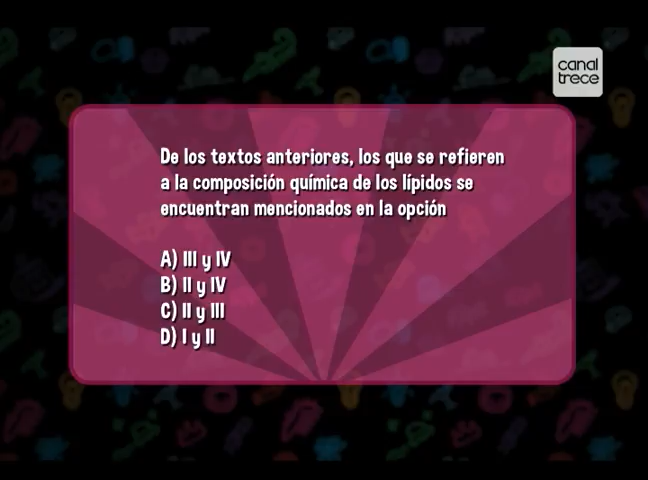 canal
trece
De los textos anteriores, los que se refieren
a la composición química de los lípidos se
encuentran mencionados en la opción
A) III y IV
B) II y IV
C) II y III
D) I y II